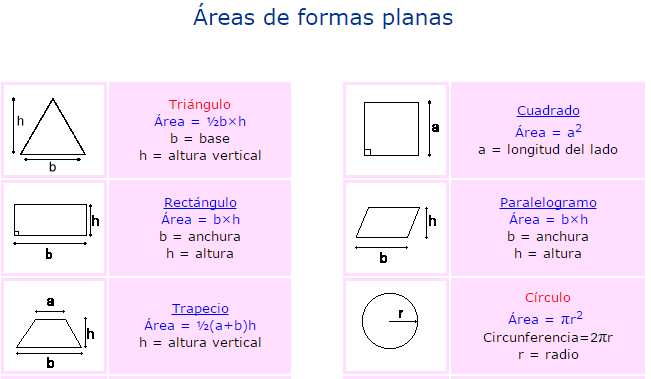 Áreas de formas planas
h
b
Triángulo
Área = ½b×h
b = base
h = altura vertical
a
Cuadrado
Área = a²
a = longitud del lado
h
b
Rectángulo
Área = b×h
b = anchura
h = altura
h
b
Paralelogramo
Área = b×h
b = anchura
h = altura
a
h
b
Trapecio
Área = ½(a+b)h
h = altura vertical
r
Círculo
Área = πr²
Circunferencia=2πr
r = radio